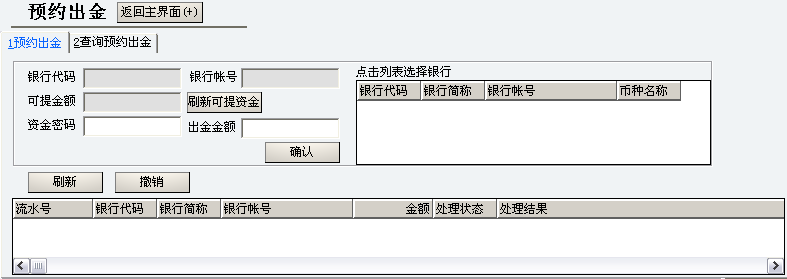 预约出金 返回主界面(+)
1预约出金 2查询预约出金
银行代码 银行帐号 点击列表选择银行
可提金额 刷新可提资金 银行代码 银行简称 银行帐号 币种名称
资金密码 出金金额
确认
刷新 撤销
流水号 银行代码 银行简称 银行帐号 金额 处理状态 处理结果